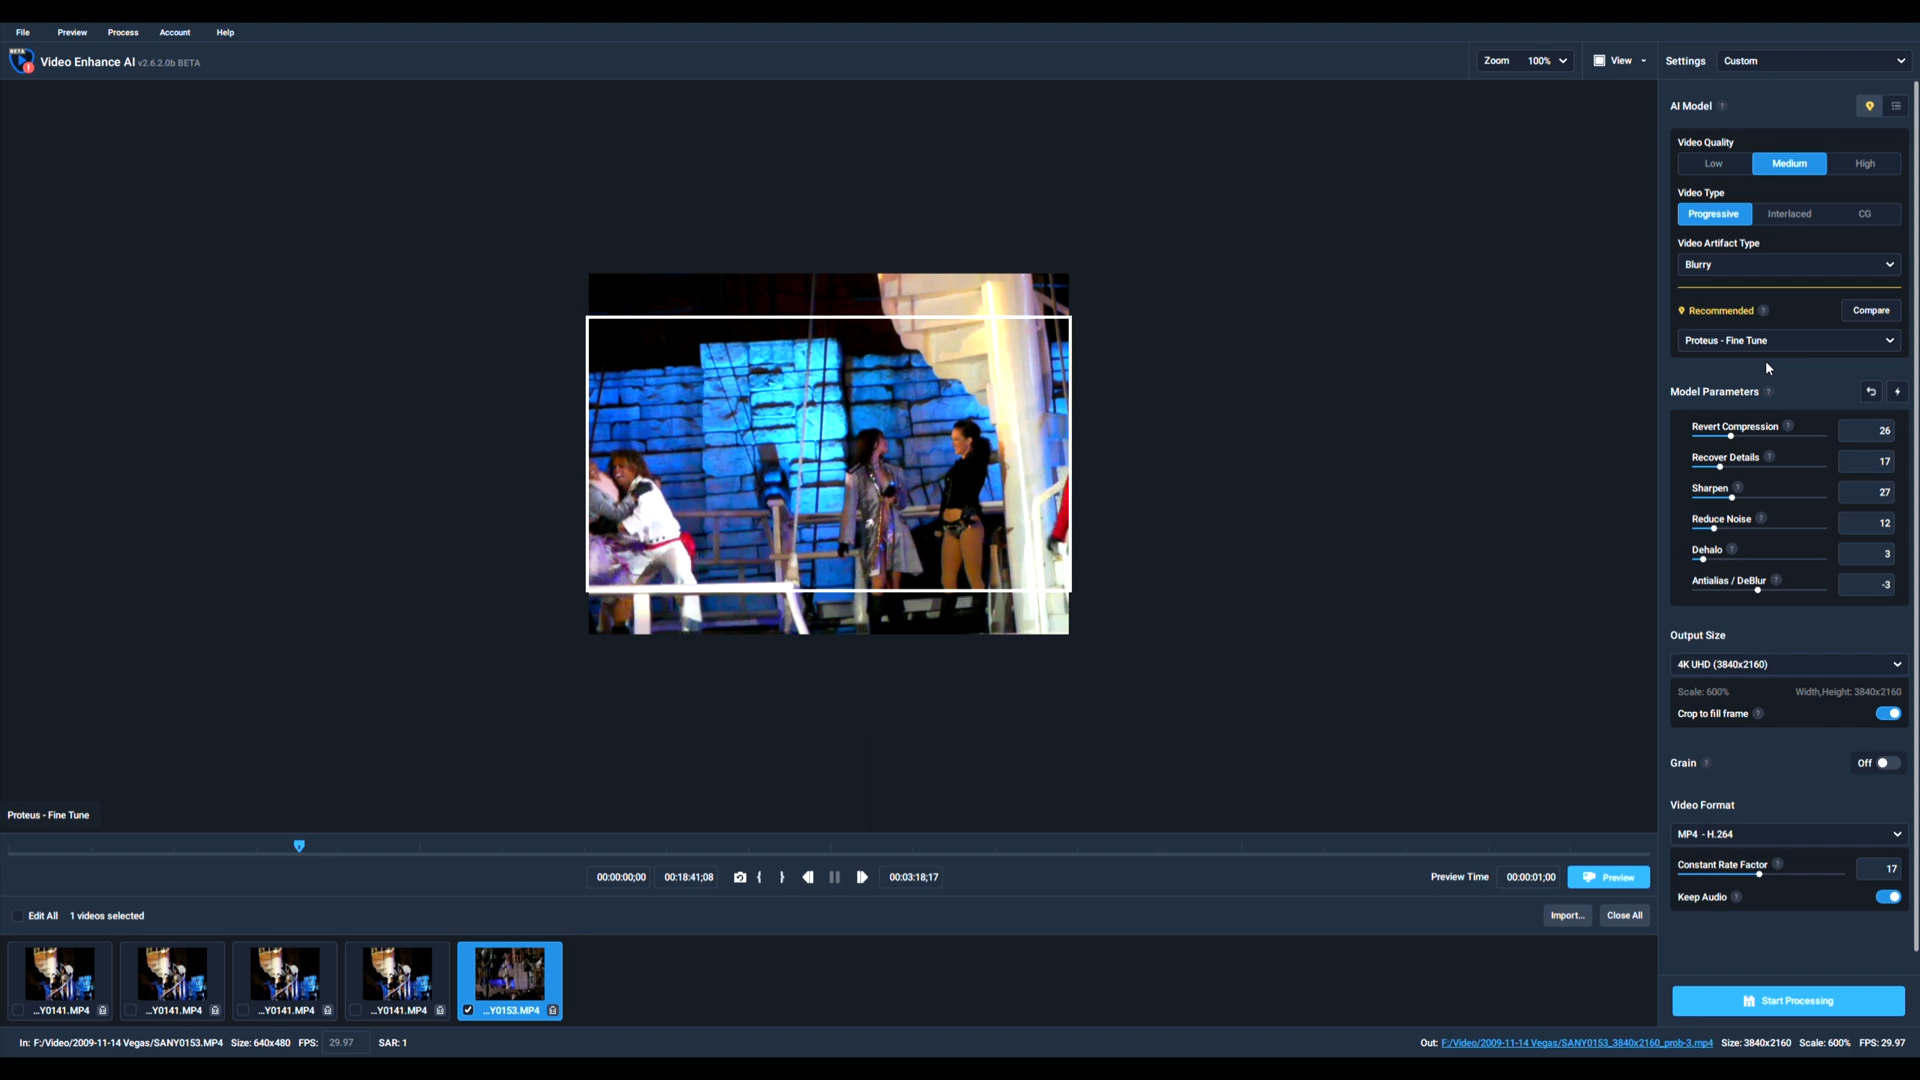 File Preview Process Account Help
BETA Video Enhance AI v2.6.2.0b BETA
Zoom 100% View Settings Custom
AI Model ?
Video Quality
Low Medium High
Video Type
Progressive Interlaced CG
Video Artifact Type
Blurry
Recommended ? Compare
Proteus - Fine Tune
Model Parameters ?
Revert Compression ? 26
Recover Details ? 17
Sharpen ? 27
Reduce Noise ? 12
Dehalo ? 3
Antialias / DeBlur ? -3
Output Size
4K UHD (3840x2160)
Scale: 600% Width,Height: 3840x2160
Crop to fill frame ?
Grain ? Off
Video Format
MP4 - H.264
Constant Rate Factor ? 17
Keep Audio ?
Start Processing
Proteus - Fine Tune
00:00:00;00 00:18:41;08 { } 00:03:18;17 Preview Time 00:00:01;00 Preview
Edit All 1 videos selected Import... Close All
...Y0141.MP4 ...Y0141.MP4 ...Y0141.MP4 ...Y0141.MP4 ...Y0153.MP4
In: F:/Video/2009-11-14 Vegas/SANY0153.MP4 Size: 640x480 FPS: 29.97 SAR: 1 Out: F:/Video/2009-11-14 Vegas/SANY0153_3840x2160_prob-3.mp4 Size: 3840x2160 Scale: 600% FPS: 29.97